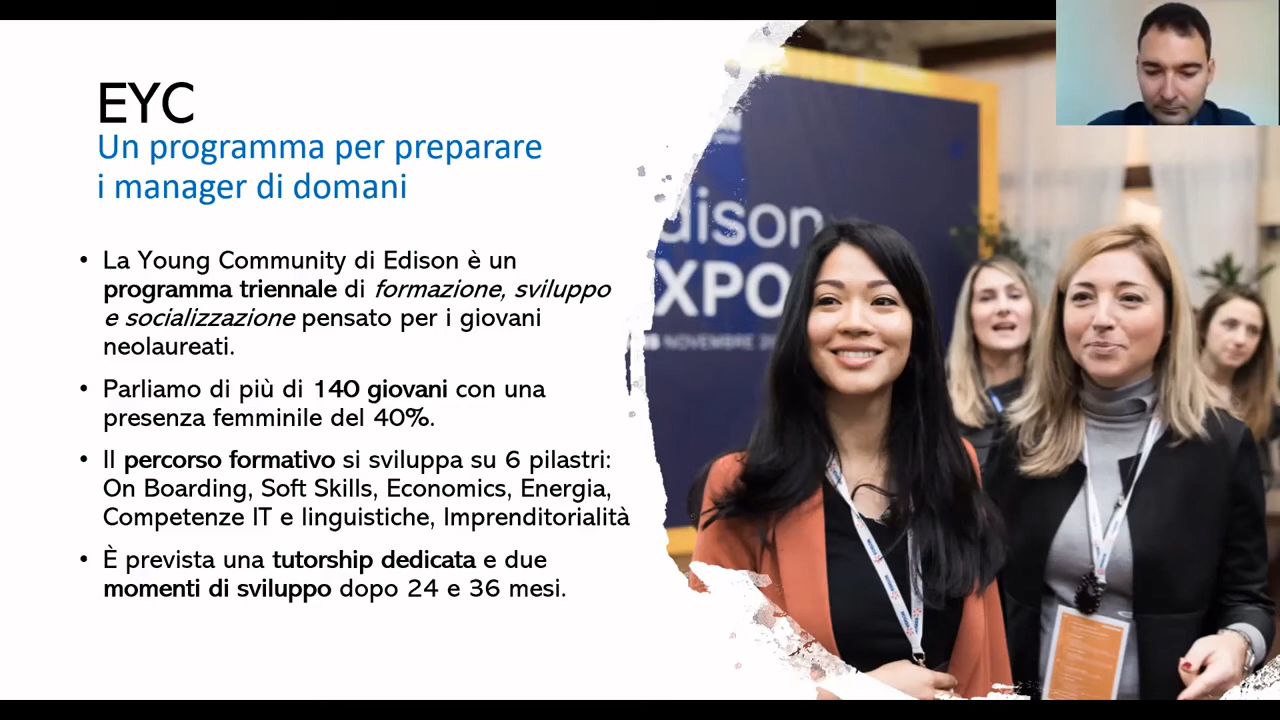 EYC
Un programma per preparare
i manager di domani
• La Young Community di Edison è un
programma triennale di formazione, sviluppo
e socializzazione pensato per i giovani
neolaureati.
• Parliamo di più di 140 giovani con una
presenza femminile del 40%.
• Il percorso formativo si sviluppa su 6 pilastri:
On Boarding, Soft Skills, Economics, Energia,
Competenze IT e linguistiche, Imprenditorialità
• È prevista una tutorship dedicata e due
momenti di sviluppo dopo 24 e 36 mesi.
dison
XPO
NOVEMBRE